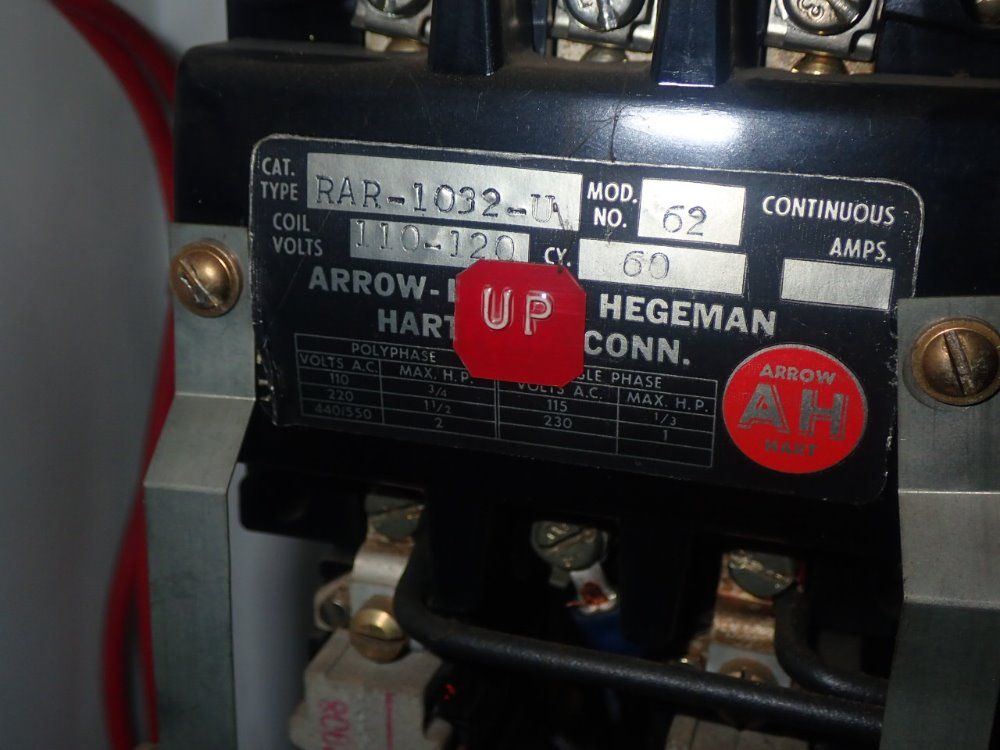 CAT. TYPE RAR-1032-U MOD. NO. 62 CONTINUOUS AMPS.
COIL VOLTS 110-120 CY. 60
ARROW- HEGEMAN
UP
HART CONN.
POLYPHASE PHASE
VOLTS A.C. MAX. H.P. VOLTS A.C. MAX. H.P.
110 3/4 115 1/3
220 1 1/2 230 1
440/550 2
ARROW
AH
HART